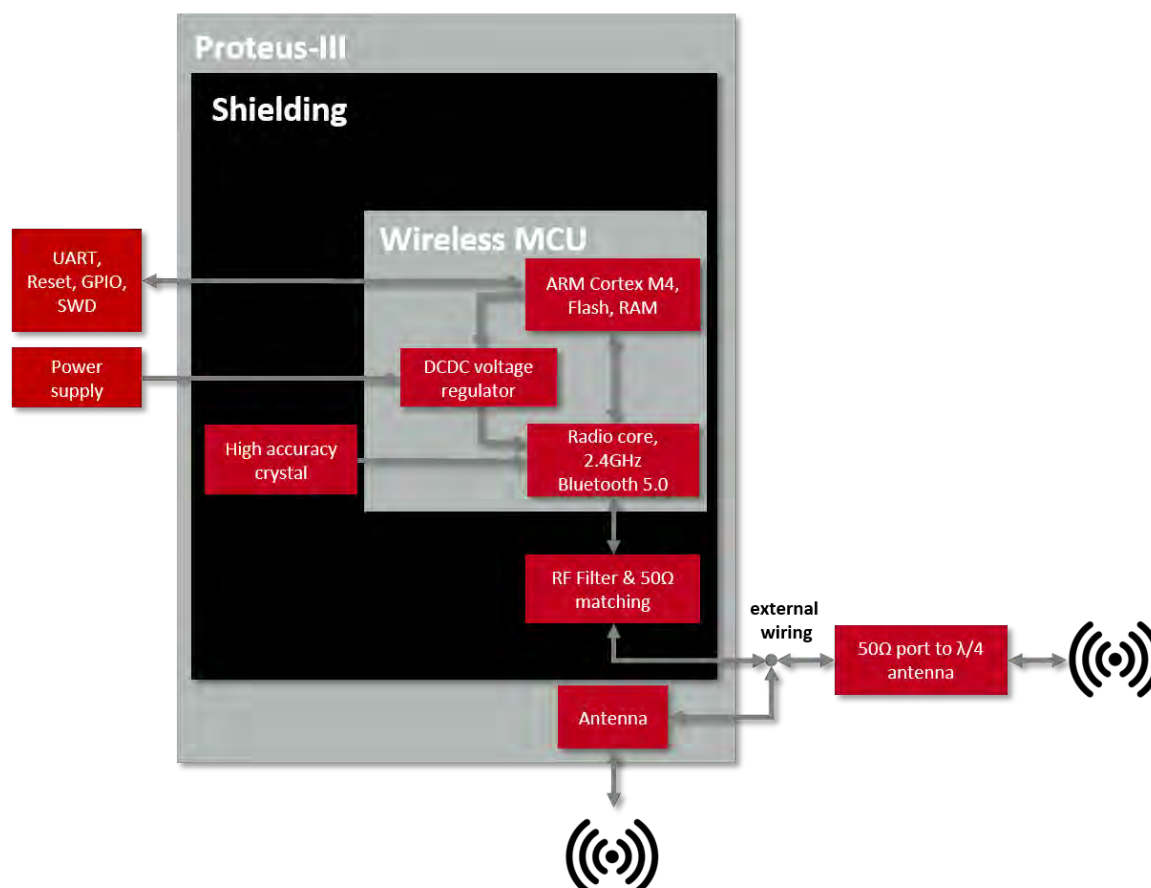 Proteus-III
Shielding
Wireless MCU
UART,
Reset, GPIO,
SWD
ARM Cortex M4,
Flash, RAM
Power
supply
DCDC voltage
regulator
High accuracy
crystal
Radio core,
2.4GHz
Bluetooth 5.0
RF Filter & 50Ω
matching
external
wiring
50Ω port to λ/4
antenna
Antenna